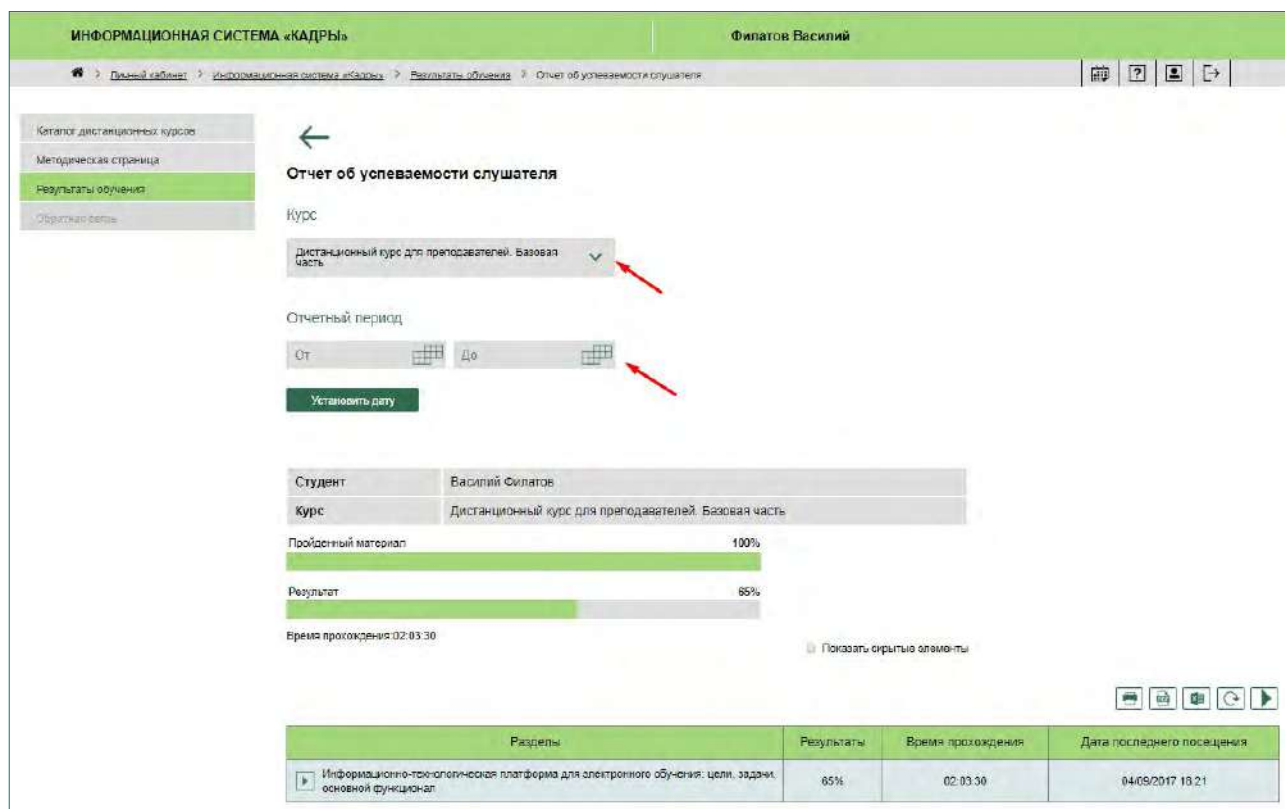 ИНФОРМАЦИОННАЯ СИСТЕМА «КАДРЫ»
Филатов Василий
Личный кабинет > Информационная система «Кадры» > Результаты обучения > Отчет об успеваемости слушателя
Каталог дистанционных курсов
Методическая страница
Результаты обучения
Обратная связь
Отчет об успеваемости слушателя
Курс
Дистанционный курс для преподавателей. Базовая
часть
Отчетный период
От
До
Установить дату
Студент Василий Филатов
Курс Дистанционный курс для преподавателей. Базовая часть
Пройденный материал 100%
Результат 65%
Время прохождения:02:03:30
Показать скрытые элементы
Разделы Результаты Время прохождения Дата последнего посещения
Информационно-технологическая платформа для электронного обучения: цели, задачи,
основной функционал
65% 02:03:30 04/09/2017 16:21